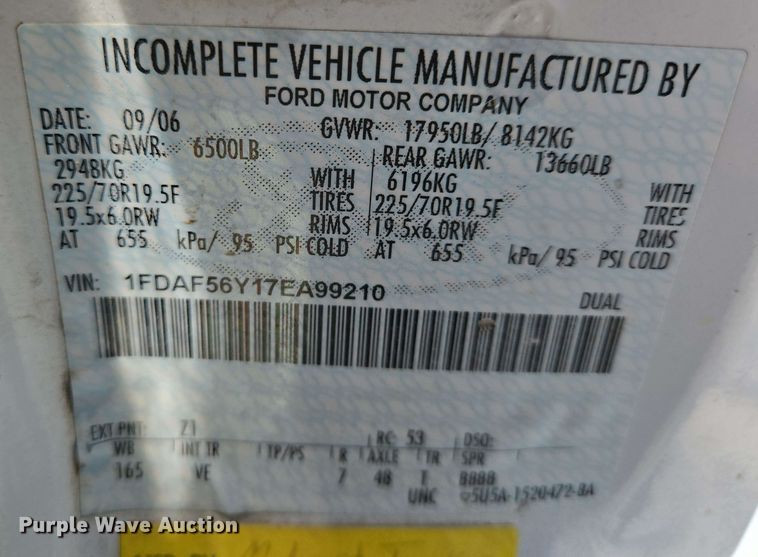 INCOMPLETE VEHICLE MANUFACTURED BY
FORD MOTOR COMPANY
DATE: 09/06 GVWR: 17950LB/ 8142KG
FRONT GAWR: 6500LB REAR GAWR: 13660LB
2948KG WITH 6196KG WITH
225/70R19.5F TIRES 225/70R19.5F TIRES
19.5x6.0RW RIMS 19.5x6.0RW RIMS
AT 655 kPa/ 95 PSI COLD AT 655 kPa/ 95 PSI COLD
VIN: 1FDAF56Y17EA99210 DUAL
EXT PNT: Z1 RC: 53 DSO:
WB INT TR TP/PS R AXLE TR SPR
165 VE 7 48 BBBB
UNC 5U5A-1520472-BA
Purple Wave Auction